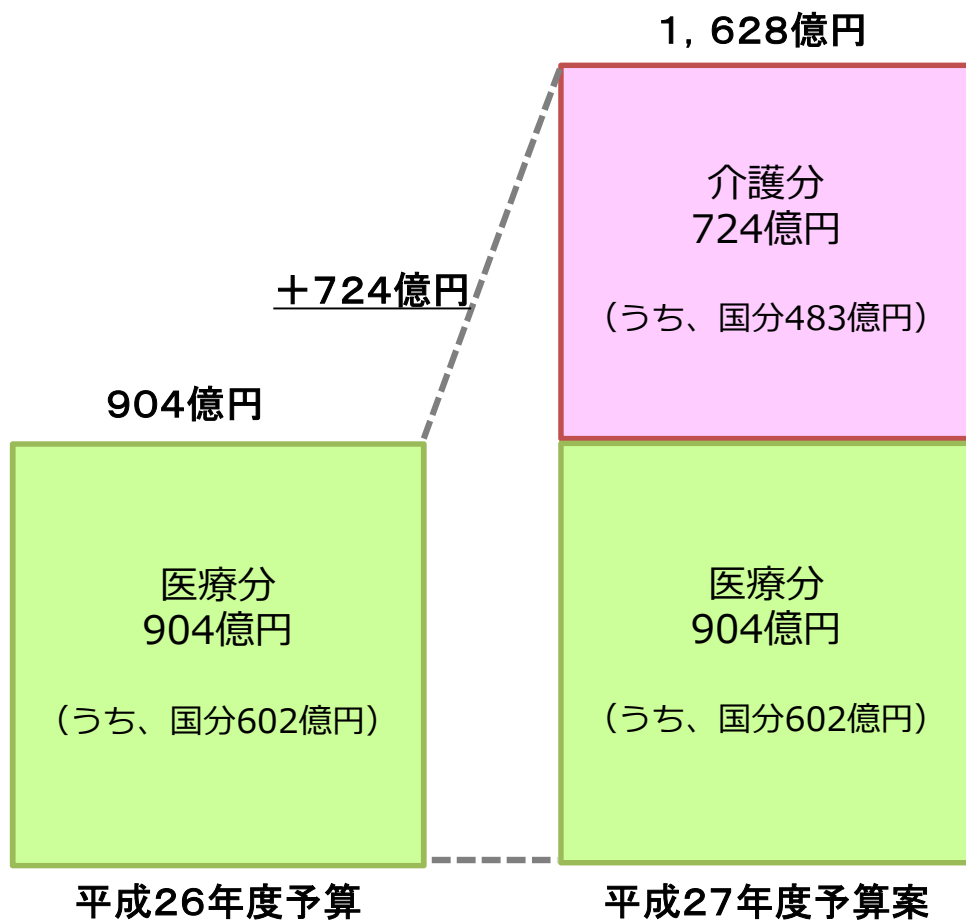 1，628億円
介護分
724億円
（うち、国分483億円）
＋724億円
904億円
医療分
904億円
（うち、国分602億円）
医療分
904億円
（うち、国分602億円）
平成26年度予算
平成27年度予算案